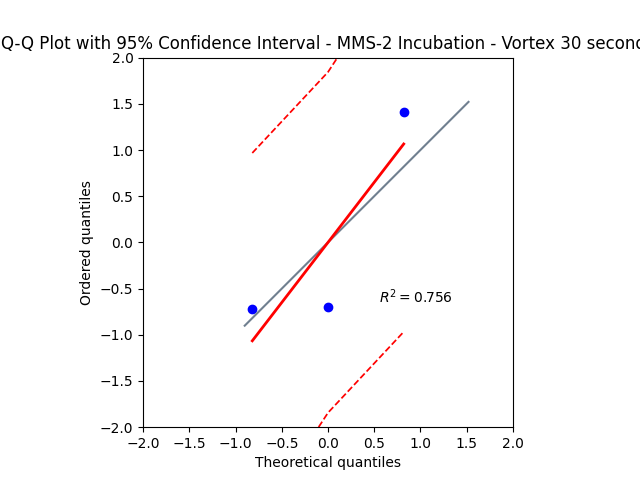 Q-Q Plot with 95% Confidence Interval - MMS-2 Incubation - Vortex 30 secon
2.0
1.5
1.0
0.5
0.0
−0.5
−1.0
−1.5
−2.0
Ordered quantiles
R² = 0.756
−2.0 −1.5 −1.0 −0.5 0.0 0.5 1.0 1.5 2.0
Theoretical quantiles